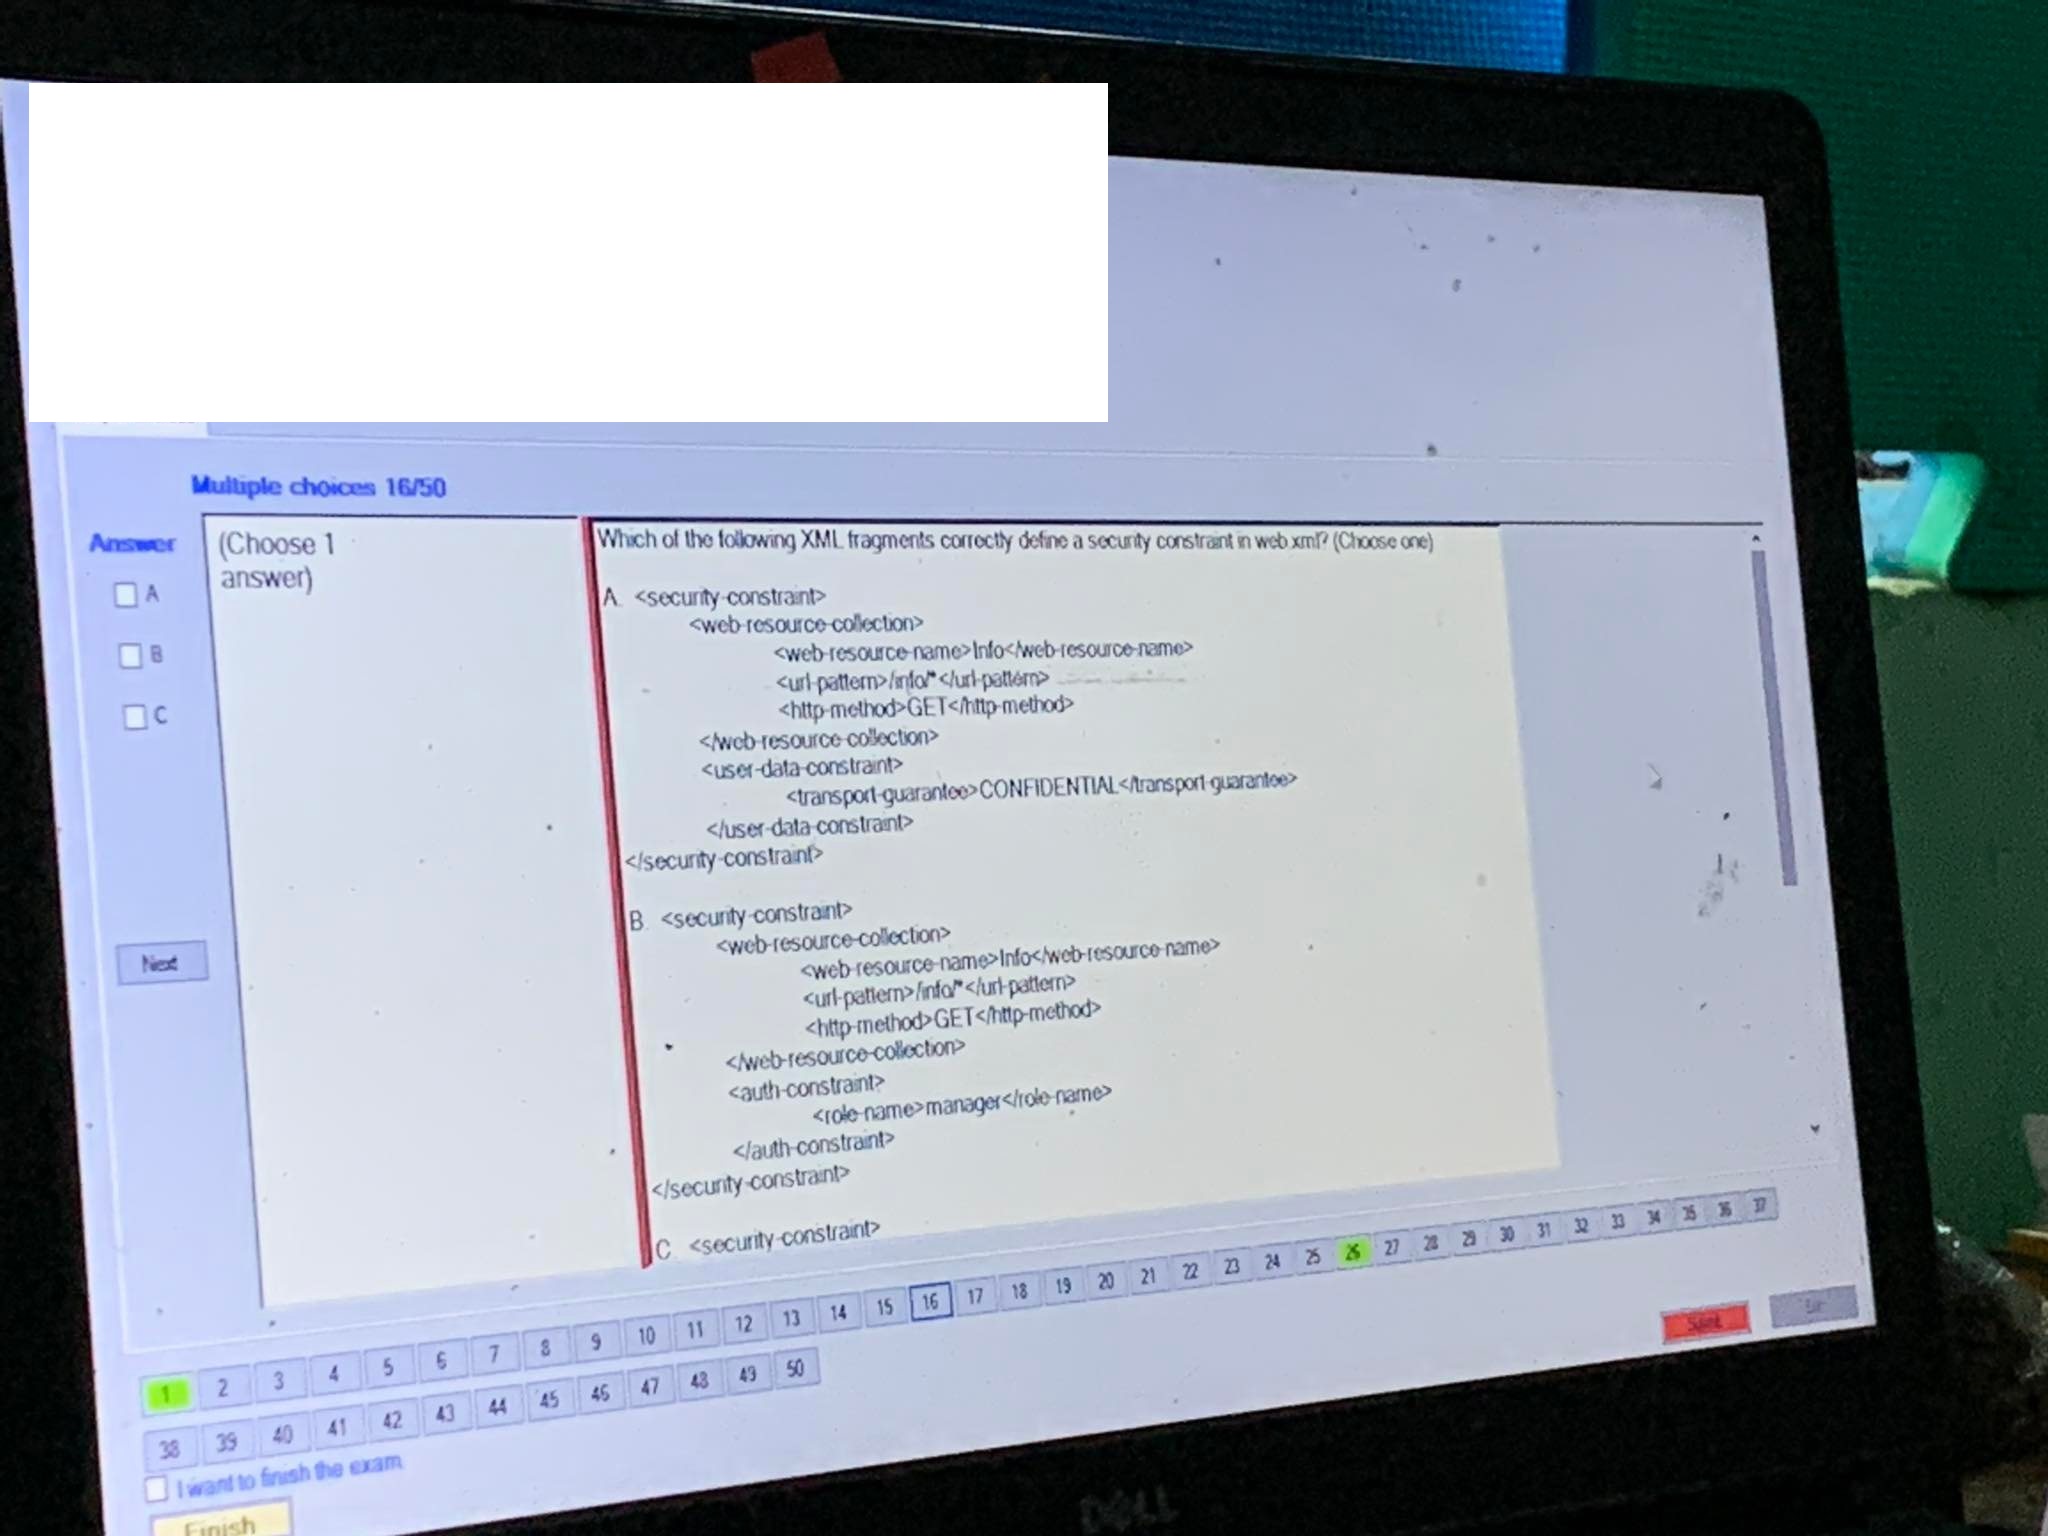 Multiple choices 16/50
Answer
A
B
C
Next
(Choose 1
answer)
Which of the following XML fragments correctly define a security constraint in web.xml? (Choose one)
A. <security-constraint>
<web-resource-collection>
<web-resource-name>Info</web-resource-name>
<url-pattern>/info/*</url-pattern>
<http-method>GET</http-method>
</web-resource-collection>
<user-data-constraint>
<transport-guarantee>CONFIDENTIAL</transport-guarantee>
</user-data-constraint>
</security-constraint>
B. <security-constraint>
<web-resource-collection>
<web-resource-name>Info</web-resource-name>
<url-pattern>/info/*</url-pattern>
<http-method>GET</http-method>
</web-resource-collection>
<auth-constraint>
<role-name>manager</role-name>
</auth-constraint>
</security-constraint>
C. <security-constraint>
1 2 3 4 5 6 7 8 9 10 11 12 13 14 15 16 17 18 19 20 21 22 23 24 25 26 27 28 29 30 31 32 33 34 35 36 37
38 39 40 41 42 43 44 45 46 47 48 49 50
I want to finish the exam
Finish
DELL